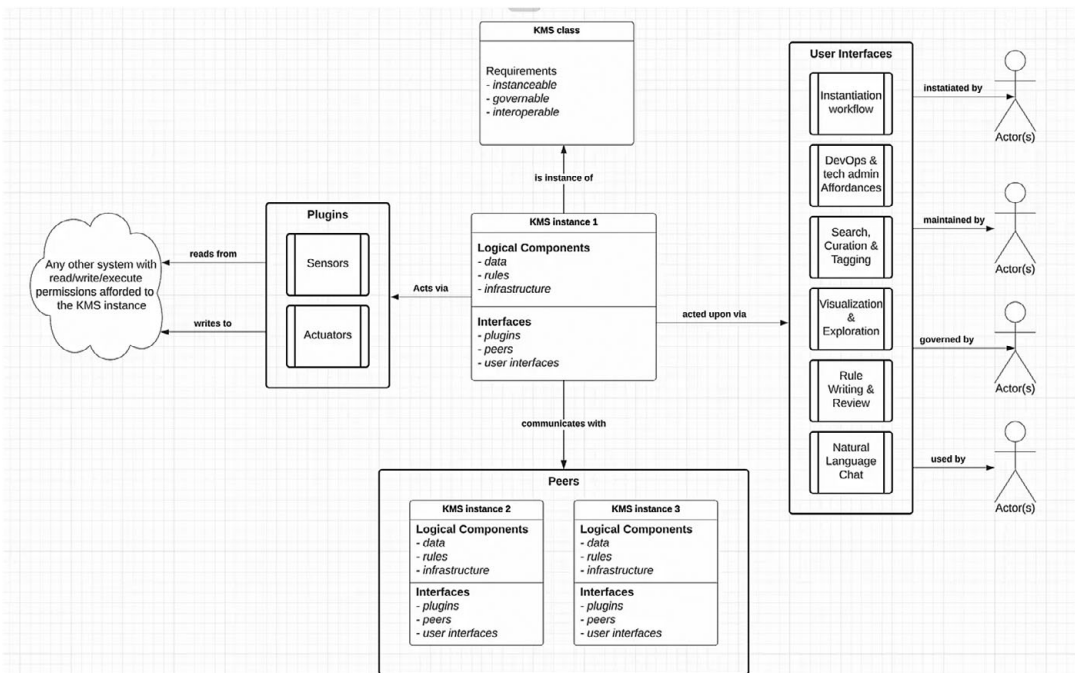 KMS class
Requirements
- instanceable
- governable
- interoperable
is instance of
KMS instance 1
Logical Components
- data
- rules
- infrastructure
Interfaces
- plugins
- peers
- user interfaces
Acts via
Plugins
Sensors
Actuators
reads from
writes to
Any other system with
read/write/execute
permissions afforded to
the KMS instance
acted upon via
User Interfaces
Instantiation
workflow
DevOps &
tech admin
Affordances
Search,
Curation &
Tagging
Visualization
&
Exploration
Rule
Writing &
Review
Natural
Language
Chat
instatiated by
Actor(s)
maintained by
Actor(s)
governed by
Actor(s)
used by
Actor(s)
communicates with
Peers
KMS instance 2
Logical Components
- data
- rules
- infrastructure
Interfaces
- plugins
- peers
- user interfaces
KMS instance 3
Logical Components
- data
- rules
- infrastructure
Interfaces
- plugins
- peers
- user interfaces